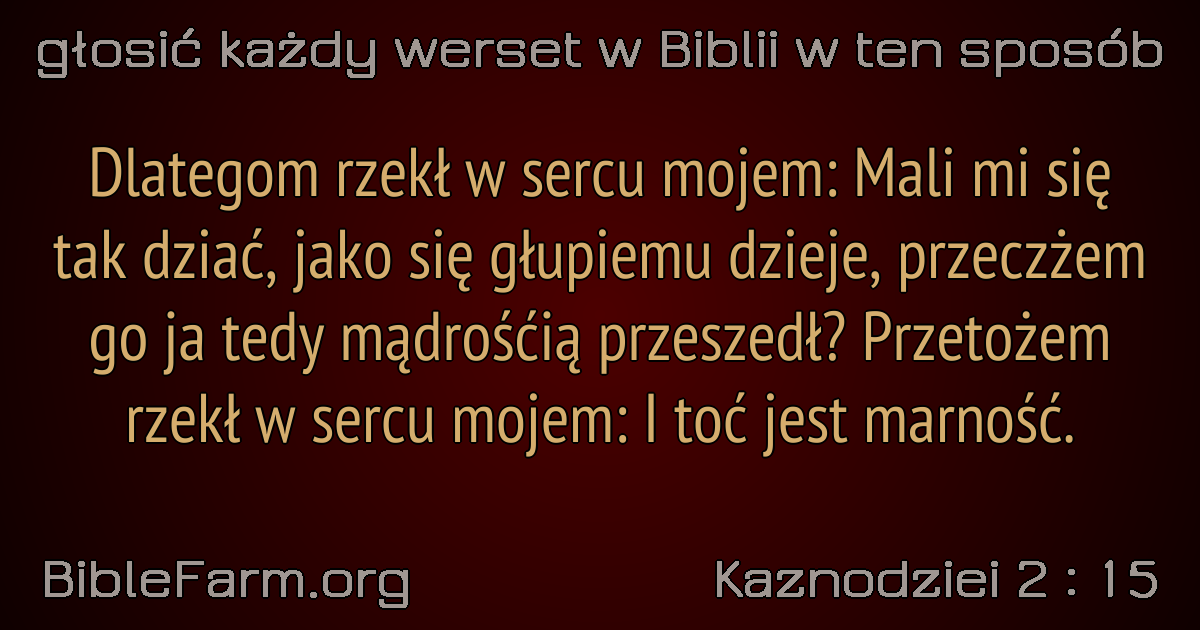 głosić każdy werset w Biblii w ten sposób
Dlategom rzekł w sercu mojem: Mali mi się
tak dziać, jako się głupiemu dzieje, przeczżem
go ja tedy mądrośćią przeszedł? Przetożem
rzekł w sercu mojem: I toć jest marność.
BibleFarm.org
Kaznodziei 2 : 15